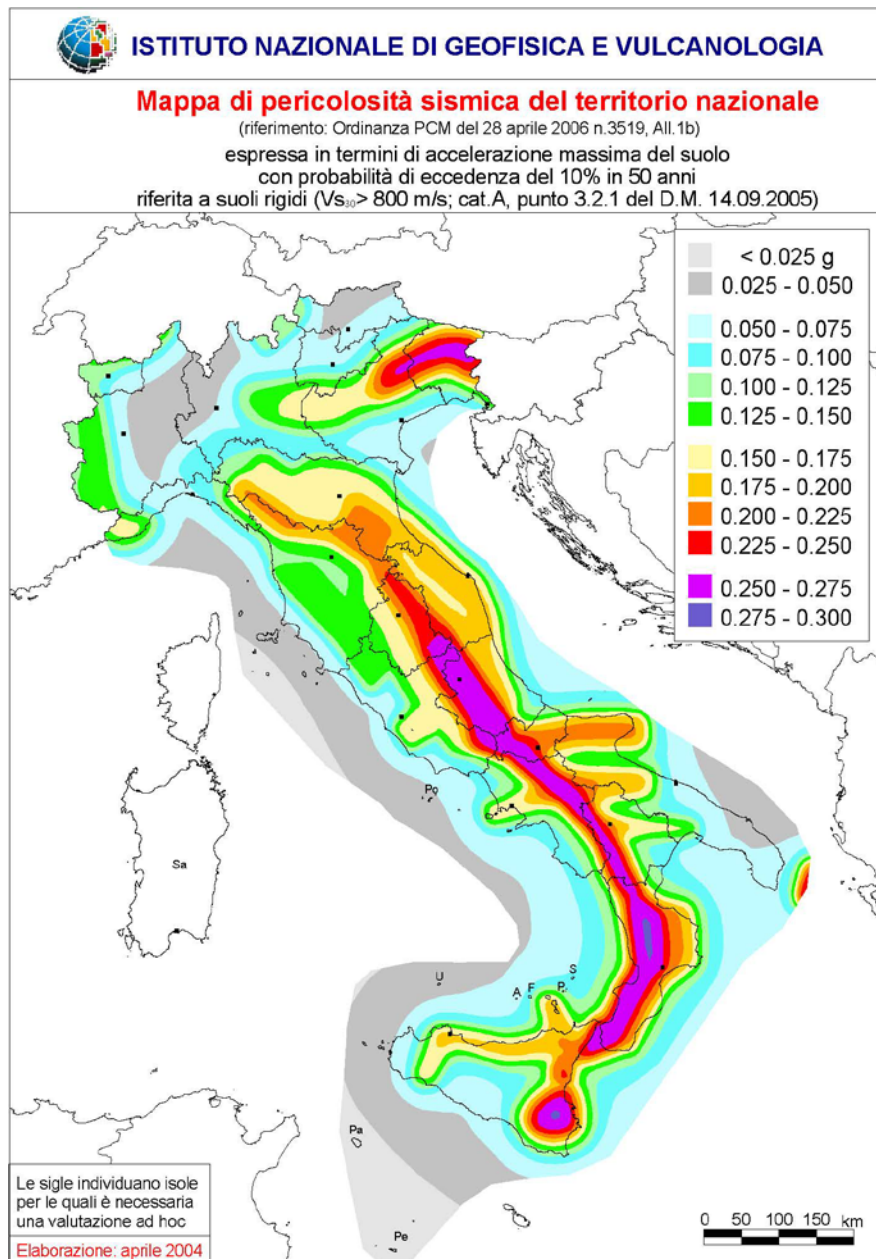 ISTITUTO NAZIONALE DI GEOFISICA E VULCANOLOGIA
Mappa di pericolosità sismica del territorio nazionale
(riferimento: Ordinanza PCM del 28 aprile 2006 n.3519, All.1b)
espressa in termini di accelerazione massima del suolo
con probabilità di eccedenza del 10% in 50 anni
riferita a suoli rigidi (Vs₃₀> 800 m/s; cat.A, punto 3.2.1 del D.M. 14.09.2005)
< 0.025 g
0.025 - 0.050
0.050 - 0.075
0.075 - 0.100
0.100 - 0.125
0.125 - 0.150
0.150 - 0.175
0.175 - 0.200
0.200 - 0.225
0.225 - 0.250
0.250 - 0.275
0.275 - 0.300
Po
Sa
U
A
F
P
S
Pa
Pe
Le sigle individuano isole
per le quali è necessaria
una valutazione ad hoc
Elaborazione: aprile 2004
0 50 100 150 km